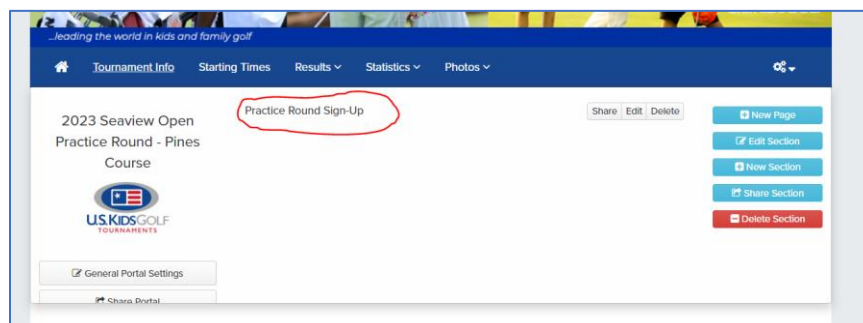 ...leading the world in kids and family golf
Tournament Info Starting Times Results Statistics Photos
2023 Seaview Open
Practice Round - Pines
Course
U.S.KIDSGOLF
TOURNAMENTS
General Portal Settings
Share Portal
Practice Round Sign-Up
Share Edit Delete
New Page
Edit Section
New Section
Share Section
Delete Section